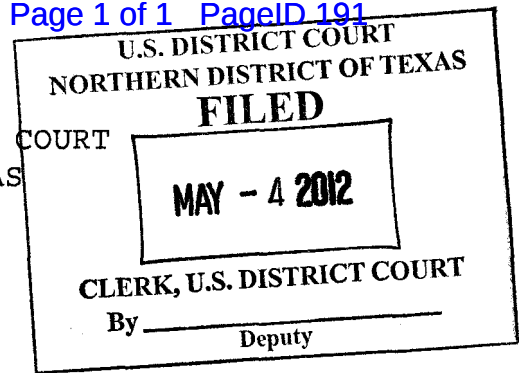 Page 1 of 1 PageID 191
U.S. DISTRICT COURT
NORTHERN DISTRICT OF TEXAS
FILED
COURT
AS
MAY - 4 2012
CLERK, U.S. DISTRICT COURT
By
Deputy